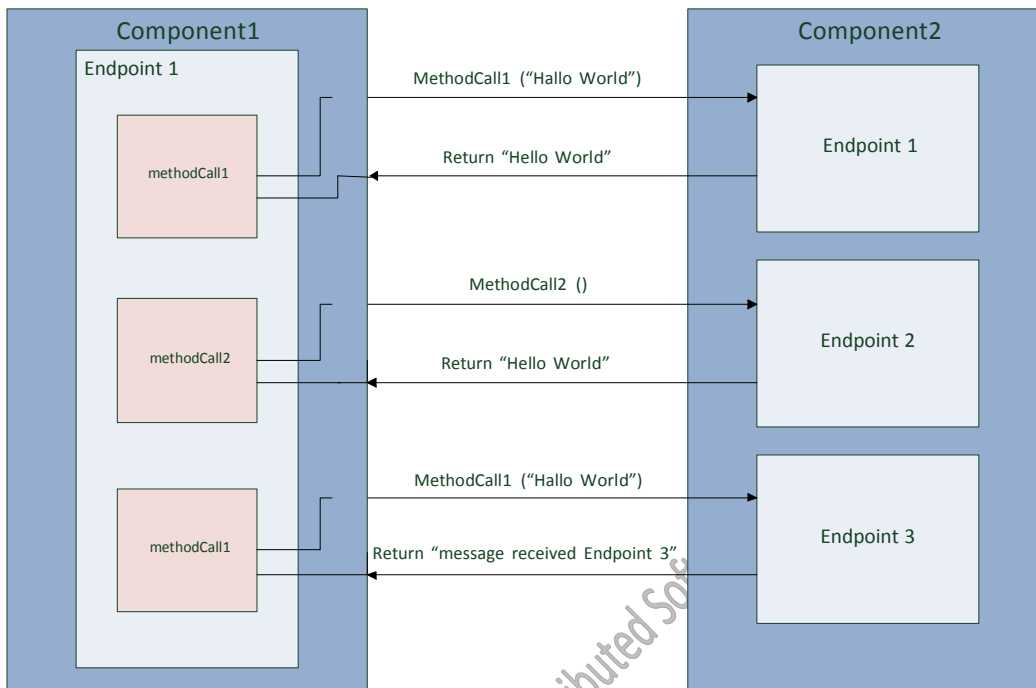 Component1
Endpoint 1
methodCall1
methodCall2
methodCall1
MethodCall1 (“Hallo World”)
Return “Hello World”
MethodCall2 ()
Return “Hello World”
MethodCall1 (“Hallo World”)
Return “message received Endpoint 3”
Component2
Endpoint 1
Endpoint 2
Endpoint 3